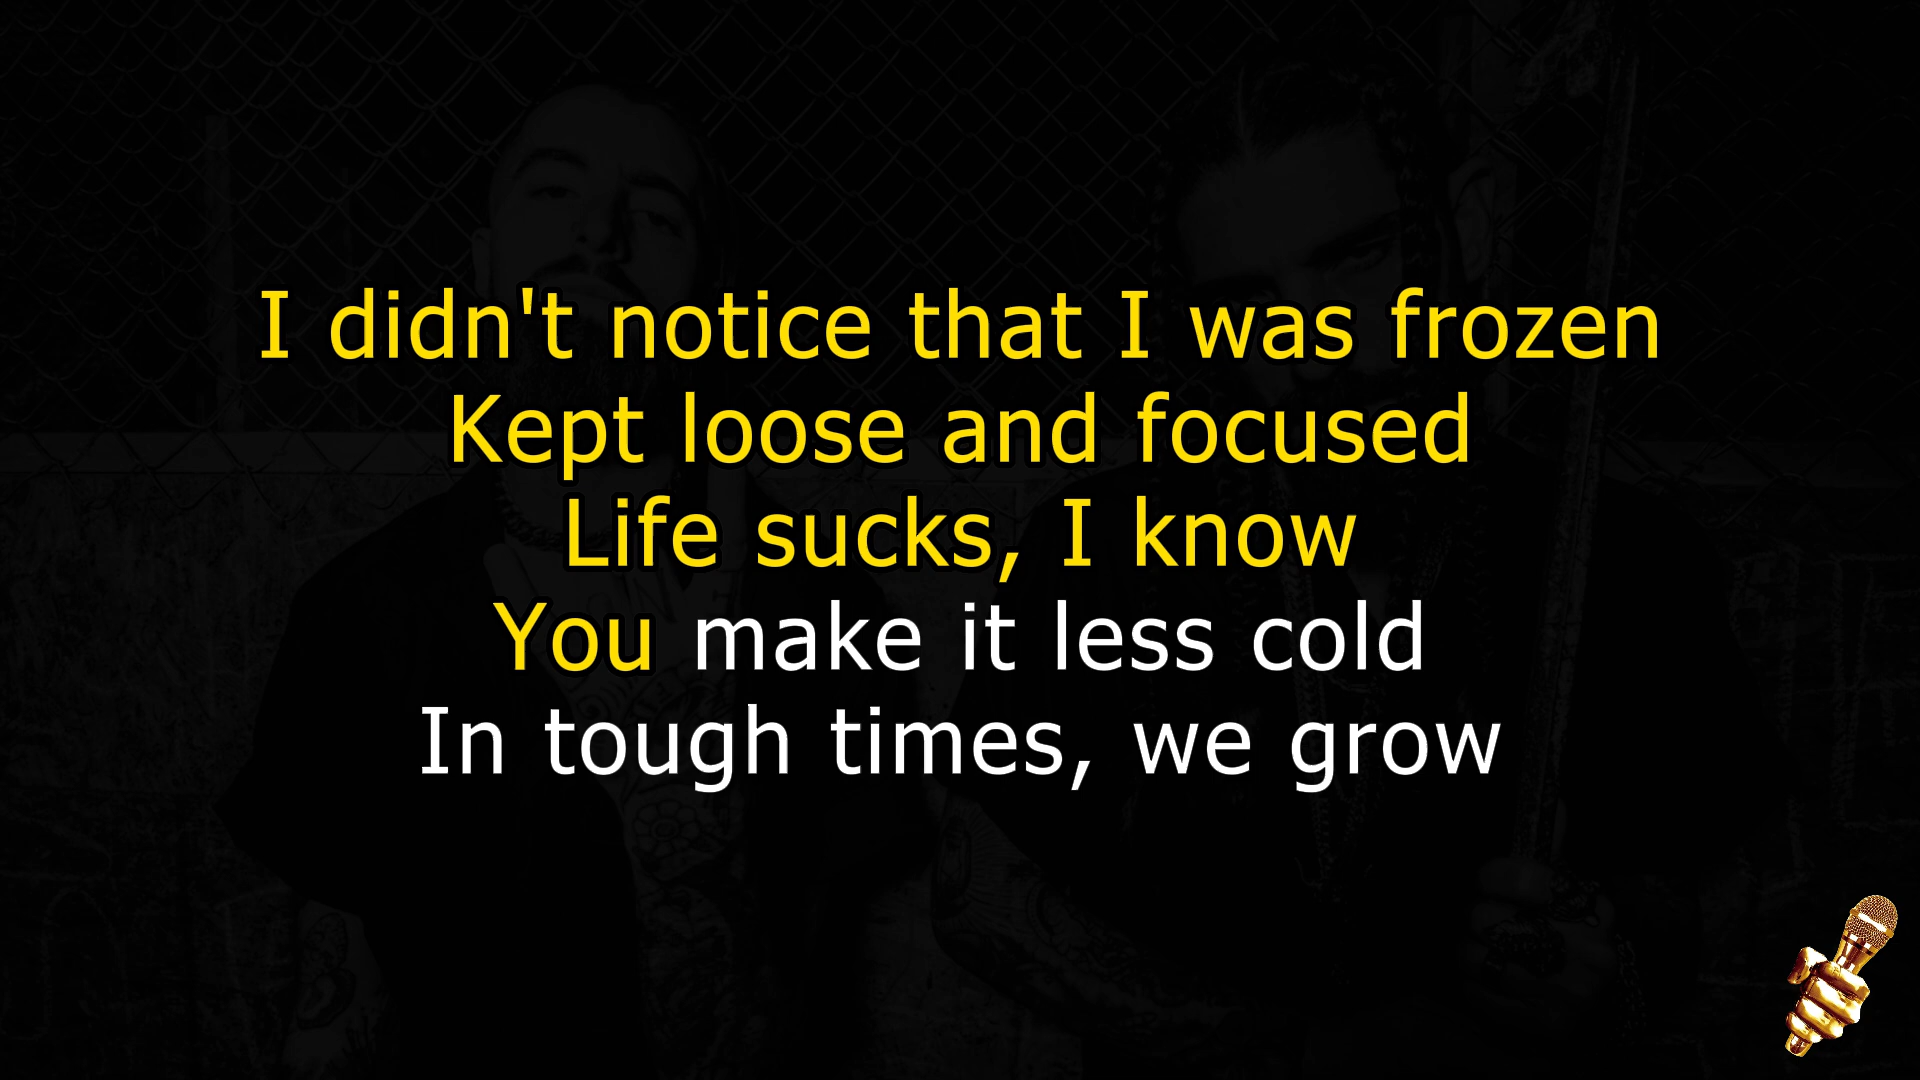 I didn't notice that I was frozen
Kept loose and focused
Life sucks, I know
You make it less cold
In tough times, we grow